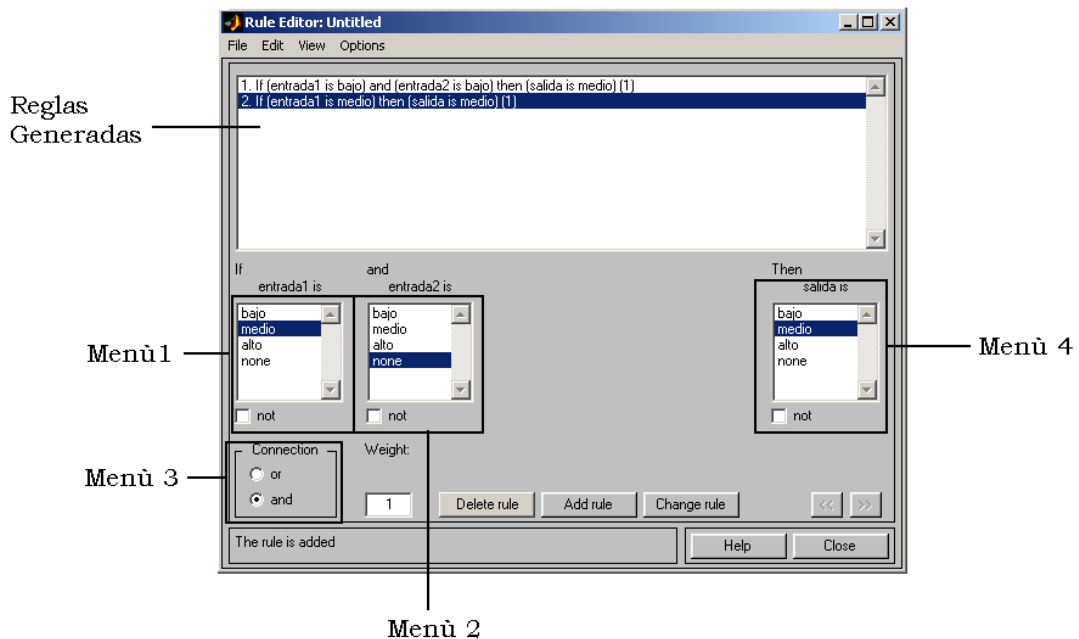 Rule Editor: Untitled
File Edit View Options
1. If (entrada1 is bajo) and (entrada2 is bajo) then (salida is medio) (1)
2. If (entrada1 is medio) then (salida is medio) (1)
Reglas
Generadas
If
entrada1 is
bajo
medio
alto
none
not
and
entrada2 is
bajo
medio
alto
none
not
Then
salida is
bajo
medio
alto
none
not
Menù1
Menù 4
Menù 3
Connection
or
and
Weight:
1
Delete rule
Add rule
Change rule
<<
>>
The rule is added
Help
Close
Menù 2